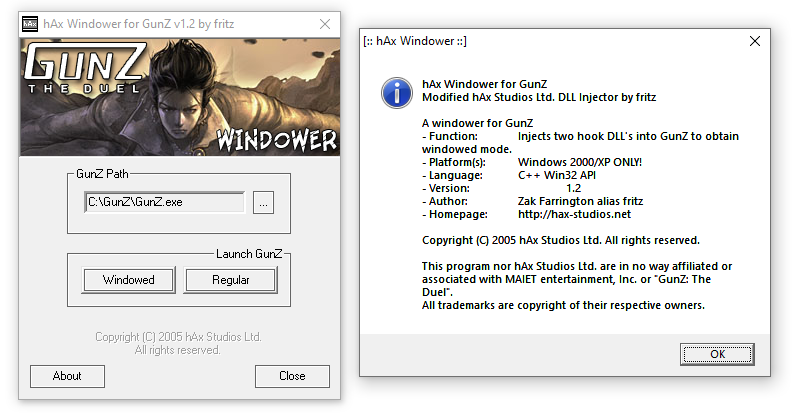 hAx
hAx Windower for GunZ v1.2 by fritz
GUNZ
THE DUEL
WINDOWER
GunZ Path
C:\GunZ\GunZ.exe
...
Launch GunZ
Windowed
Regular
Copyright (C) 2005 hAx Studios Ltd.
All rights reserved.
About
Close
[:: hAx Windower ::]
hAx Windower for GunZ
Modified hAx Studios Ltd. DLL Injector by fritz
A windower for GunZ
- Function: Injects two hook DLL's into GunZ to obtain
windowed mode.
- Platform(s): Windows 2000/XP ONLY!
- Language: C++ Win32 API
- Version: 1.2
- Author: Zak Farrington alias fritz
- Homepage: http://hax-studios.net
Copyright (C) 2005 hAx Studios Ltd. All rights reserved.
This program nor hAx Studios Ltd. are in no way affiliated or
associated with MAIET entertainment, Inc. or "GunZ: The
Duel".
All trademarks are copyright of their respective owners.
OK